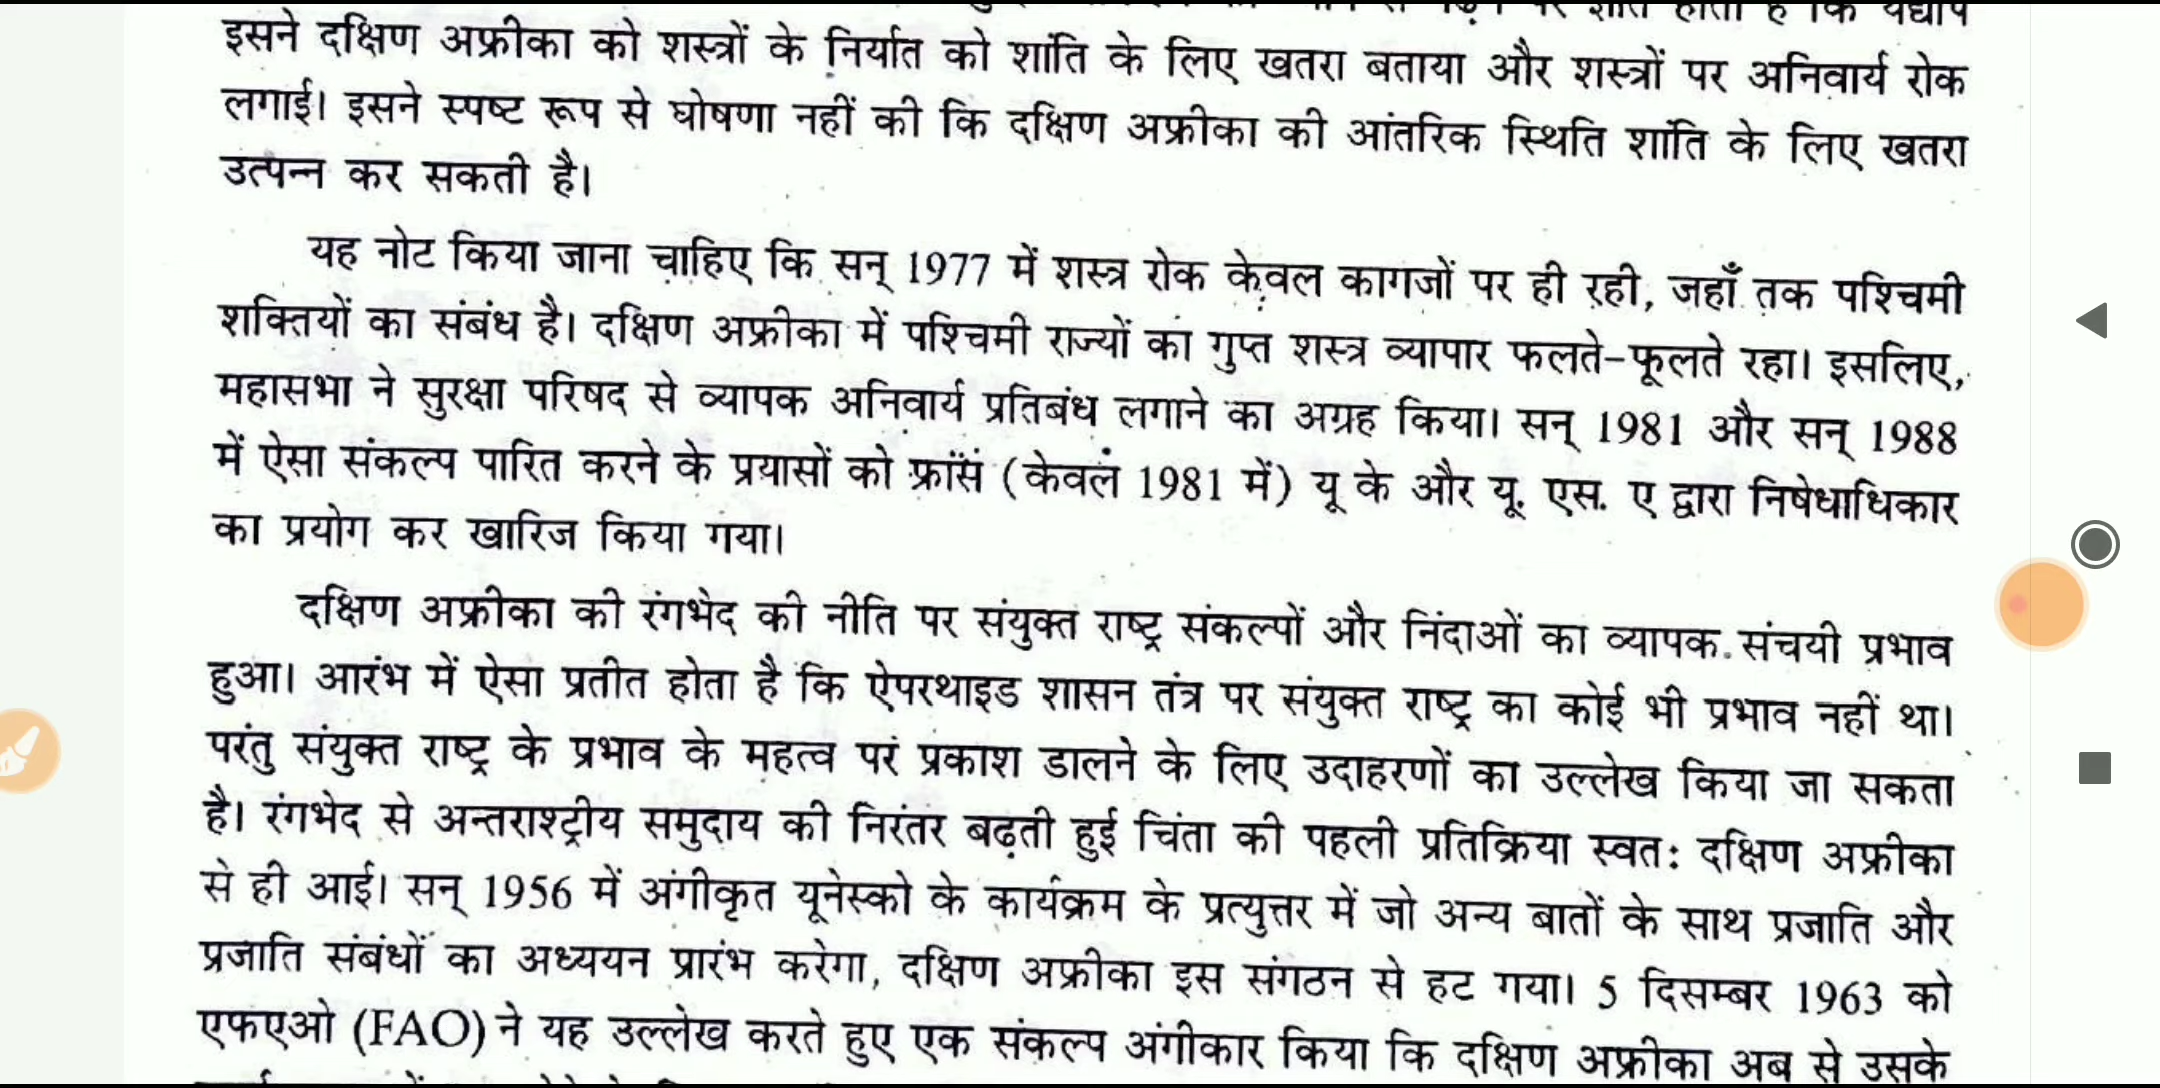 पर ज्ञात होता है कि यद्यपि
इसने दक्षिण अफ्रीका को शस्त्रों के निर्यात को शांति के लिए खतरा बताया और शस्त्रों पर अनिवार्य रोक
लगाई। इसने स्पष्ट रूप से घोषणा नहीं की कि दक्षिण अफ्रीका की आंतरिक स्थिति शांति के लिए खतरा
उत्पन्न कर सकती है।
यह नोट किया जाना चाहिए कि सन् 1977 में शस्त्र रोक केवल कागजों पर ही रही, जहाँ तक पश्चिमी
शक्तियों का संबंध है। दक्षिण अफ्रीका में पश्चिमी राज्यों का गुप्त शस्त्र व्यापार फलते-फूलते रहा। इसलिए,
महासभा ने सुरक्षा परिषद से व्यापक अनिवार्य प्रतिबंध लगाने का अग्रह किया। सन् 1981 और सन् 1988
में ऐसा संकल्प पारित करने के प्रयासों को फ्रांस (केवल 1981 में) यू के और यू. एस. ए द्वारा निषेधाधिकार
का प्रयोग कर खारिज किया गया।
दक्षिण अफ्रीका की रंगभेद की नीति पर संयुक्त राष्ट्र संकल्पों और निंदाओं का व्यापक संचयी प्रभाव
हुआ। आरंभ में ऐसा प्रतीत होता है कि ऐपरथाइड शासन तंत्र पर संयुक्त राष्ट्र का कोई भी प्रभाव नहीं था।
परंतु संयुक्त राष्ट्र के प्रभाव के महत्व पर प्रकाश डालने के लिए उदाहरणों का उल्लेख किया जा सकता
है। रंगभेद से अन्तराश्ट्रीय समुदाय की निरंतर बढ़ती हुई चिंता की पहली प्रतिक्रिया स्वतः दक्षिण अफ्रीका
से ही आई। सन् 1956 में अंगीकृत यूनेस्को के कार्यक्रम के प्रत्युत्तर में जो अन्य बातों के साथ प्रजाति और
प्रजाति संबंधों का अध्ययन प्रारंभ करेगा, दक्षिण अफ्रीका इस संगठन से हट गया। 5 दिसम्बर 1963 को
एफएओ (FAO) ने यह उल्लेख करते हुए एक संकल्प अंगीकार किया कि दक्षिण अफ्रीका अब से उसके